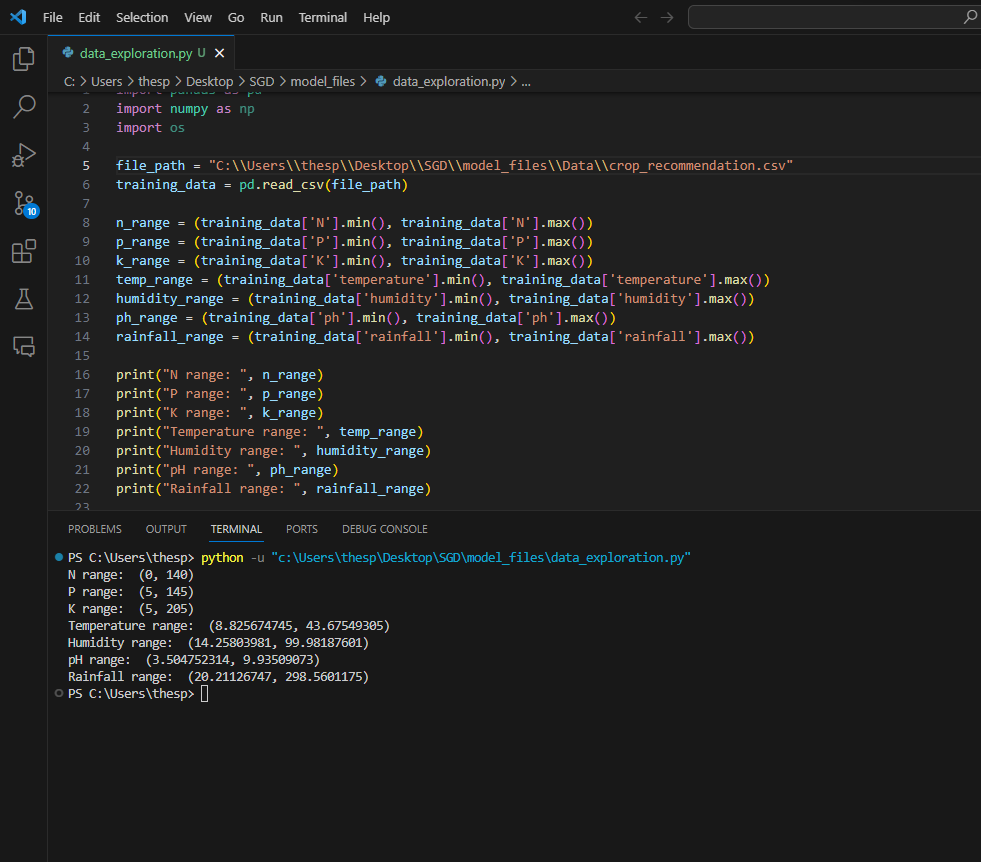 File Edit Selection View Go Run Terminal Help
data_exploration.py U
C: > Users > thesp > Desktop > SGD > model_files > data_exploration.py > ...
import pandas as pd
2 import numpy as np
3 import os
4
5 file_path = "C:\\Users\\thesp\\Desktop\\SGD\\model_files\\Data\\crop_recommendation.csv"
6 training_data = pd.read_csv(file_path)
7
8 n_range = (training_data['N'].min(), training_data['N'].max())
9 p_range = (training_data['P'].min(), training_data['P'].max())
10 k_range = (training_data['K'].min(), training_data['K'].max())
11 temp_range = (training_data['temperature'].min(), training_data['temperature'].max())
12 humidity_range = (training_data['humidity'].min(), training_data['humidity'].max())
13 ph_range = (training_data['ph'].min(), training_data['ph'].max())
14 rainfall_range = (training_data['rainfall'].min(), training_data['rainfall'].max())
15
16 print("N range: ", n_range)
17 print("P range: ", p_range)
18 print("K range: ", k_range)
19 print("Temperature range: ", temp_range)
20 print("Humidity range: ", humidity_range)
21 print("pH range: ", ph_range)
22 print("Rainfall range: ", rainfall_range)
23
10
PROBLEMS OUTPUT TERMINAL PORTS DEBUG CONSOLE
PS C:\Users\thesp> python -u "c:\Users\thesp\Desktop\SGD\model_files\data_exploration.py"
N range:  (0, 140)
P range:  (5, 145)
K range:  (5, 205)
Temperature range:  (8.825674745, 43.67549305)
Humidity range:  (14.25803981, 99.98187601)
pH range:  (3.504752314, 9.93509073)
Rainfall range:  (20.21126747, 298.5601175)
PS C:\Users\thesp>